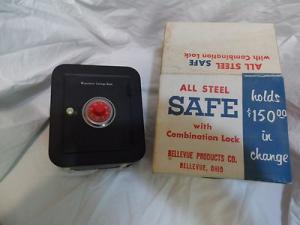 ALL STEEL
SAFE
with Combination Lock
ALL STEEL
SAFE
with
Combination Lock
BELLEVUE PRODUCTS CO.
BELLEVUE, OHIO
holds
$150.00
in
change